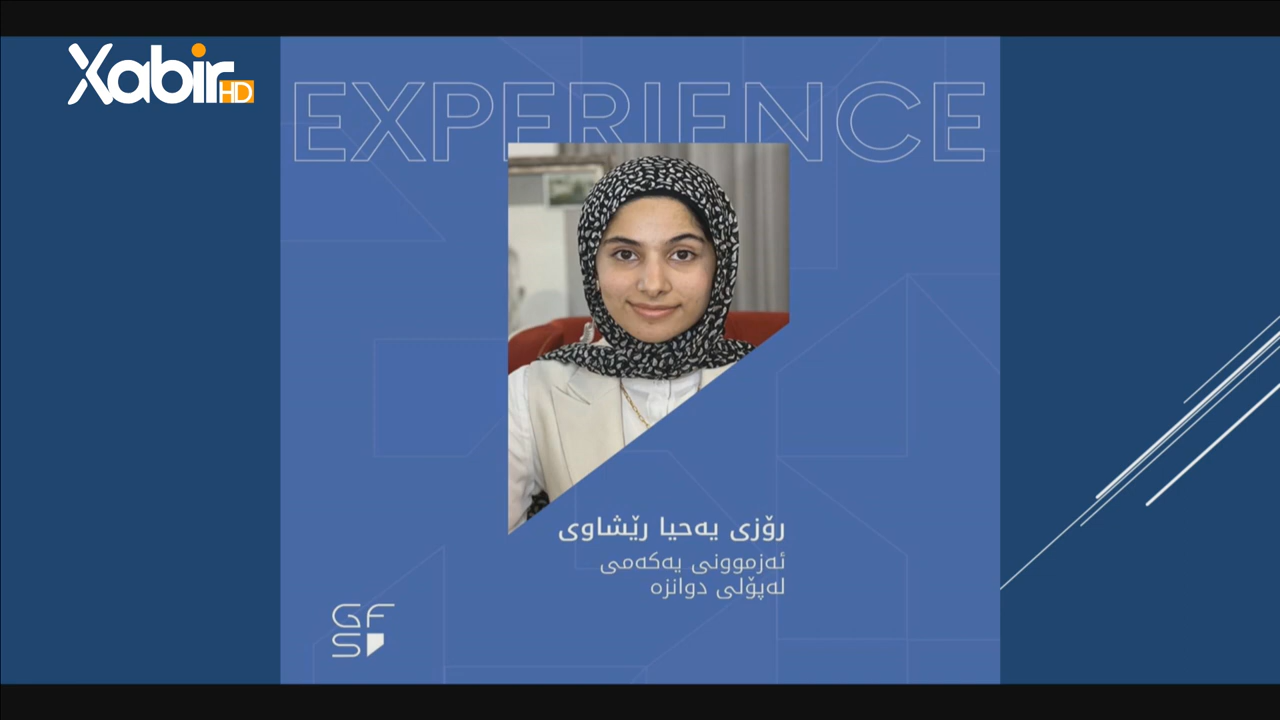 Xabir HD
EXPERIENCE
رۆزی یەحیا رێشاوی
ئەزموونی یەکەمی
لەپۆلی دوانزە
GF
S